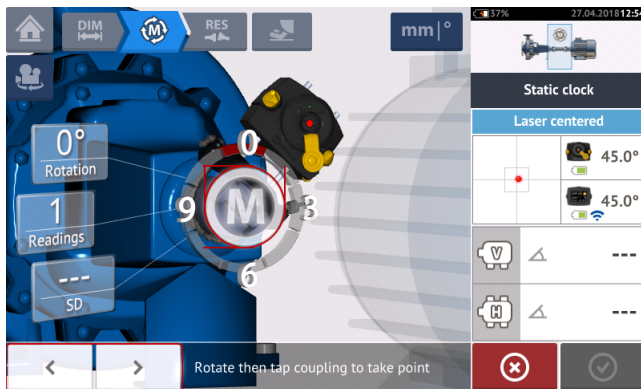 DIM
M
RES
mm|°
37%
27.04.2018 12:54
M
Static clock
Laser centered
45.0°
45.0°
0°
Rotation
1
Readings
---
SD
0
3
6
9
M
V
---
H
---
Rotate then tap coupling to take point